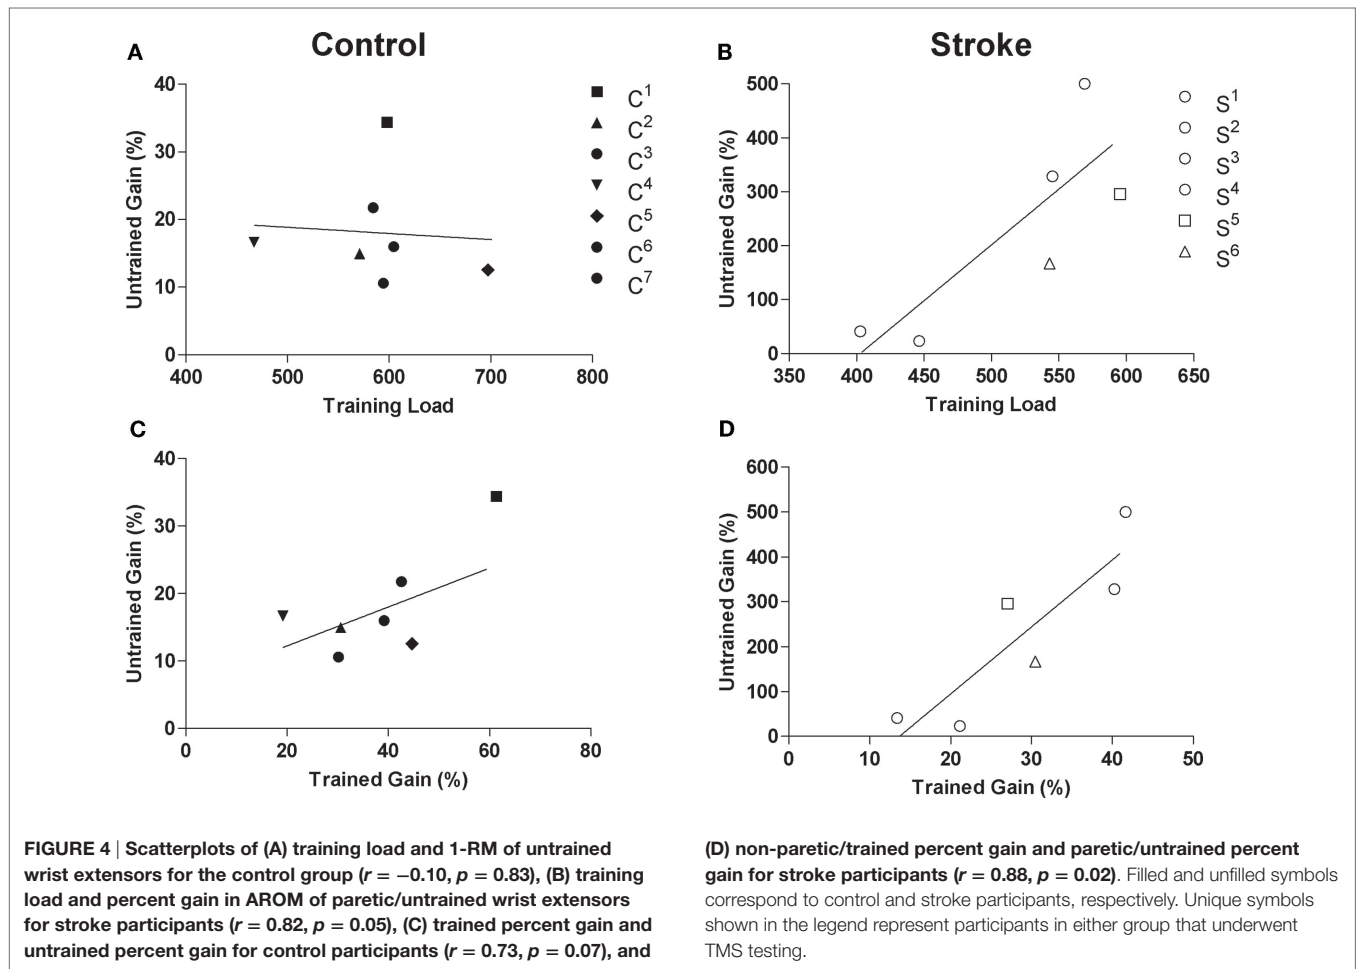 Control
A
Untrained Gain (%)
40
30
20
10
0
400 500 600 700 800
Training Load
C1
C2
C3
C4
C5
C6
C7
Stroke
B
Untrained Gain (%)
500
400
300
200
100
0
350 400 450 500 550 600 650
Training Load
S1
S2
S3
S4
S5
S6
C
Untrained Gain (%)
40
30
20
10
0
0 20 40 60 80
Trained Gain (%)
D
Untrained Gain (%)
600
500
400
300
200
100
0
0 10 20 30 40 50
Trained Gain (%)
FIGURE 4 | Scatterplots of (A) training load and 1-RM of untrained
wrist extensors for the control group (r = −0.10, p = 0.83), (B) training
load and percent gain in AROM of paretic/untrained wrist extensors
for stroke participants (r = 0.82, p = 0.05), (C) trained percent gain and
untrained percent gain for control participants (r = 0.73, p = 0.07), and
(D) non-paretic/trained percent gain and paretic/untrained percent
gain for stroke participants (r = 0.88, p = 0.02). Filled and unfilled symbols
correspond to control and stroke participants, respectively. Unique symbols
shown in the legend represent participants in either group that underwent
TMS testing.